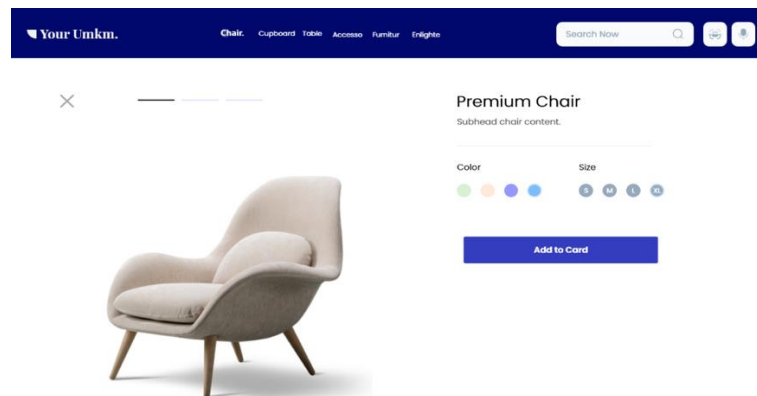 Your Umkm.
Chair. Cupboard Table Accesso Furnitur Enlighte
Search Now
Premium Chair
Subhead chair content.
Color Size
S M L XL
Add to Card